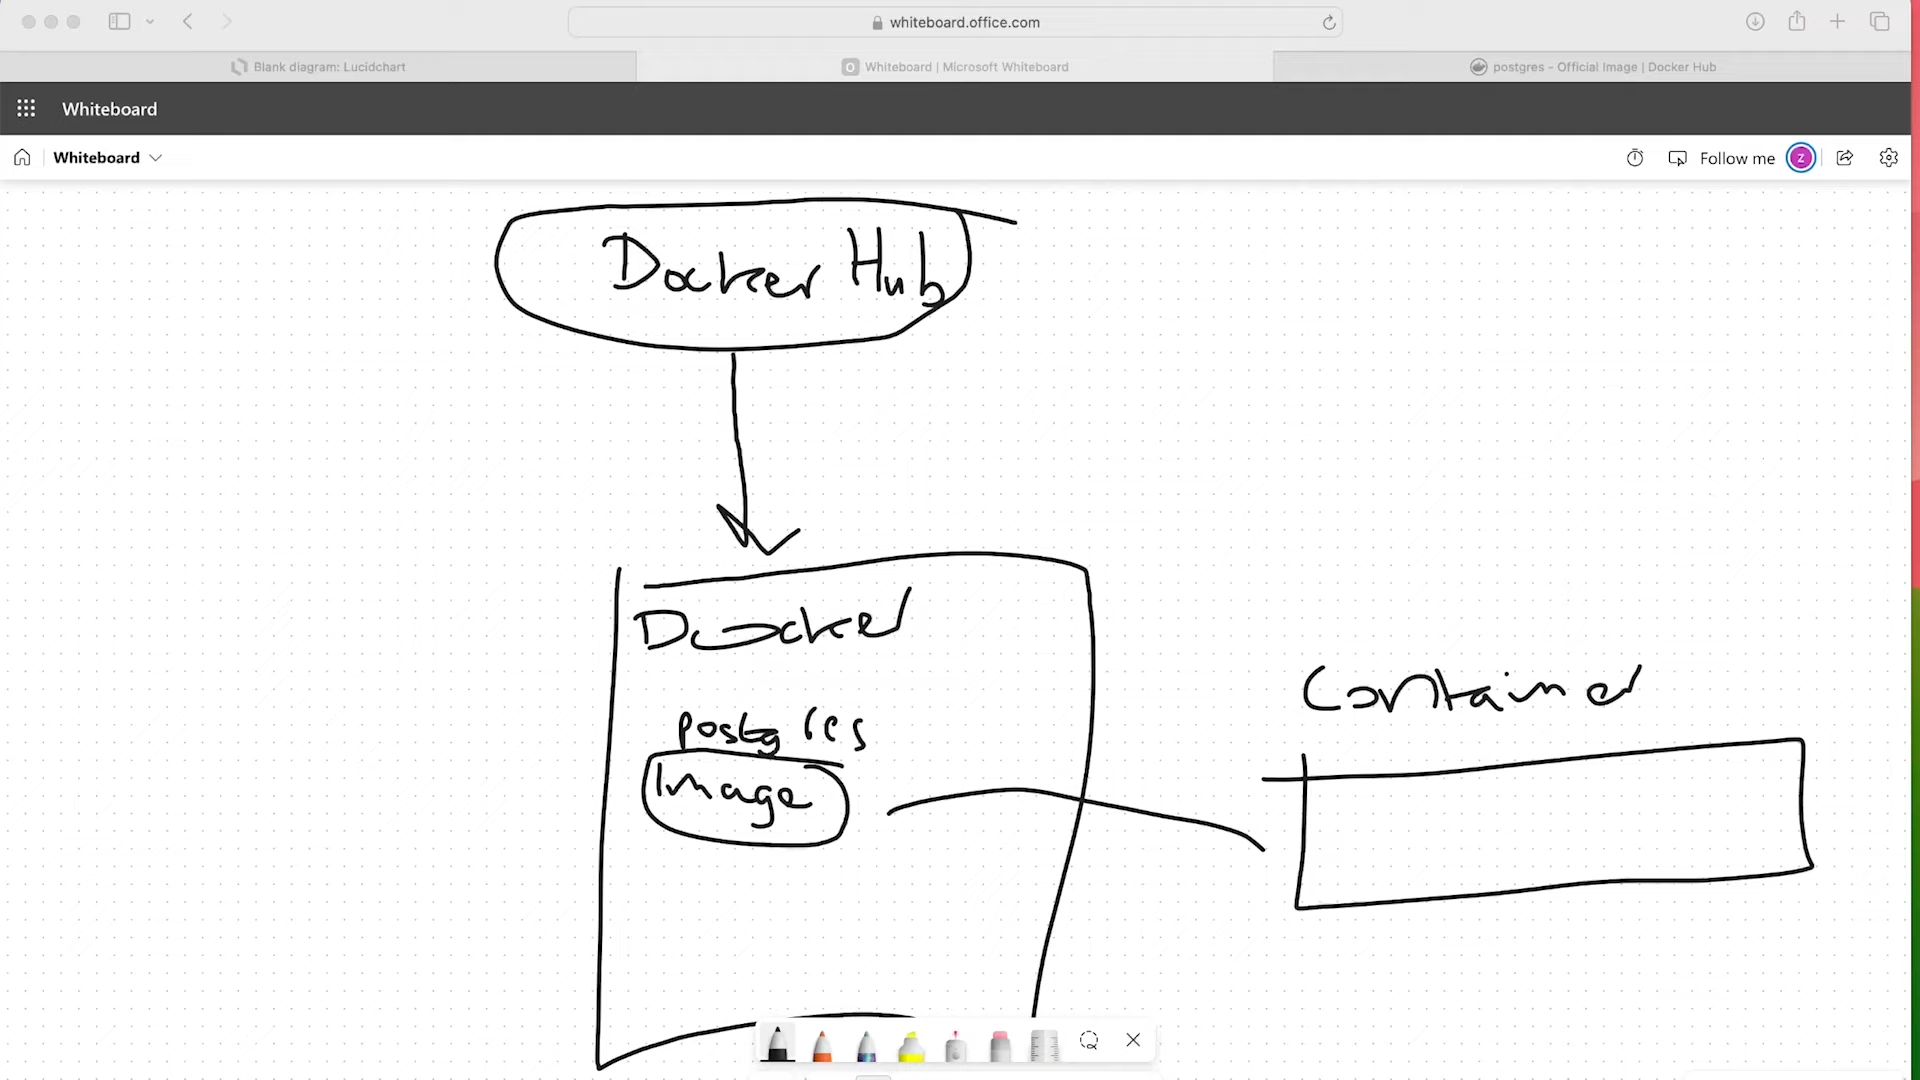 whiteboard.office.com
Blank diagram: Lucidchart
Whiteboard | Microsoft Whiteboard
postgres - Official Image | Docker Hub
Whiteboard
Whiteboard
Follow me
Z
Docker Hub
Docker
postgres
Image
Container